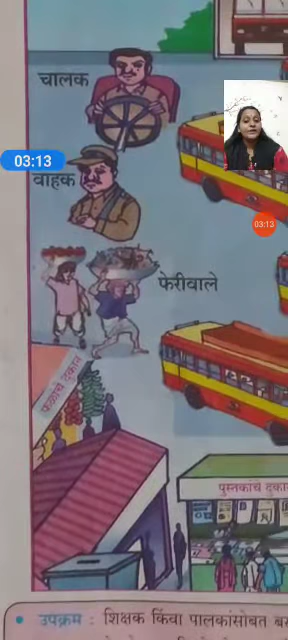 चालक
03:13
वाहक
03:13
फेरीवाले
फळांचे दुकान
पुस्तकांचे दुका
उपक्रम : शिक्षक किंवा पालकांसोबत बस